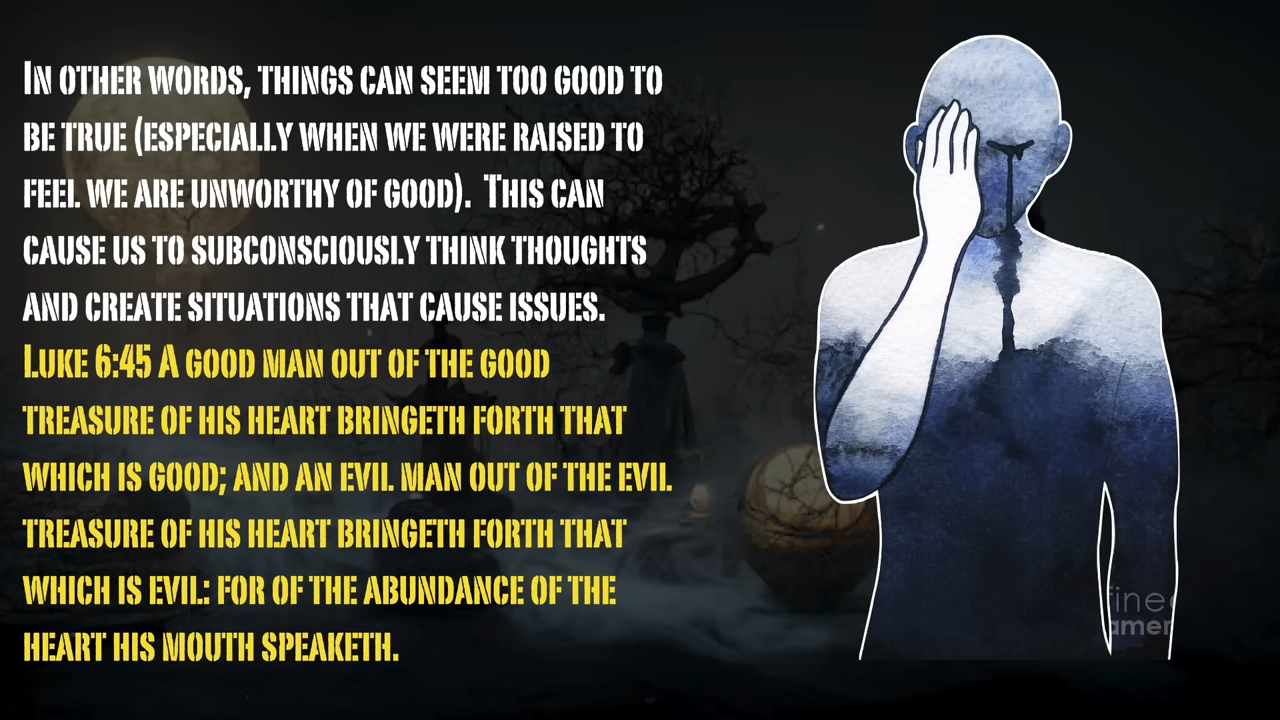 In other words, things can seem too good to
be true (especially when we were raised to
feel we are unworthy of good).  This can
cause us to subconsciously think thoughts
and create situations that cause issues.
Luke 6:45 A good man out of the good
treasure of his heart bringeth forth that
which is good; and an evil man out of the evil
treasure of his heart bringeth forth that
which is evil: for of the abundance of the
heart his mouth speaketh.
fine
amer